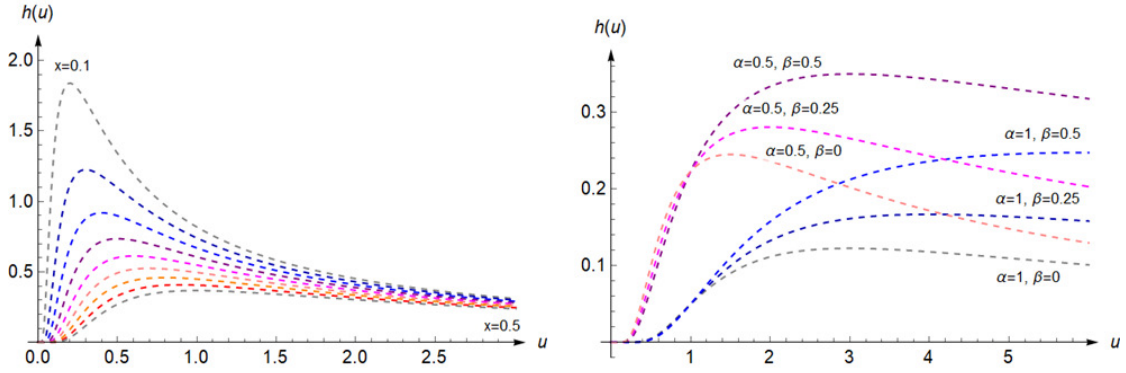 h(u)
2.0
x=0.1
1.5
1.0
0.5
x=0.5
0.0 0.5 1.0 1.5 2.0 2.5 u
h(u)
α=0.5, β=0.5
0.3
α=0.5, β=0.25
α=1, β=0.5
α=0.5, β=0
0.2
α=1, β=0.25
0.1
α=1, β=0
1 2 3 4 5 u